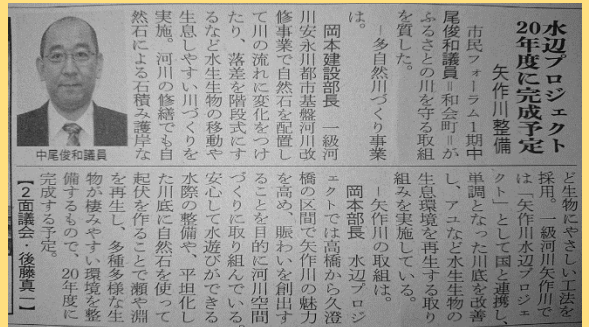 水辺プロジェクト
20年度に完成予定
矢作川整備
市民フォーラム1期中
尾俊和議員=和会町=が
ふるさとの川を守る取組
を質した。
―多自然川づくり事業
は。
岡本建設部長 一級河
川安永川都市基盤河川改
修事業で自然石を配置し
て川の流れに変化をつけ
たり、落差を階段式にす
るなど水生生物の移動や
生息しやすい川づくりを
実施。河川の修繕でも自
然石による石積み護岸な
中尾俊和議員
ど生物にやさしい工法を
採用。一級河川矢作川で
は「矢作川水辺プロジェ
クト」として国と連携し、
単調となった川底を改善
し、アユなど水生生物の
生息環境を再生する取り
組みを実施している。
―矢作川の取組は。
岡本部長 水辺プロジ
ェクトでは高橋から久澄
橋の区間で矢作川の魅力
を高め、賑わいを創出す
ることを目的に河川空間
づくりに取り組んでいる。
安心して水遊びができる
水際の整備や、平坦化し
た川底に自然石を使って
起伏を作ることで瀬や淵
を再生し、多種多様な生
物が棲みやすい環境を整
備するもので、20年度に
完成する予定。
【2面議会・後藤真一】